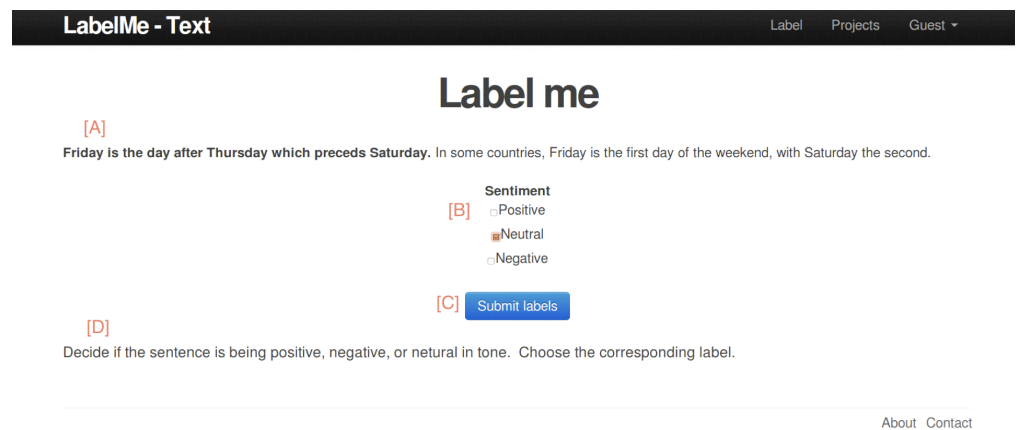 LabelMe - Text Label Projects Guest
Label me
[A]
Friday is the day after Thursday which preceds Saturday. In some countries, Friday is the first day of the weekend, with Saturday the second.
Sentiment
[B] Positive
Neutral
Negative
[C] Submit labels
[D]
Decide if the sentence is being positive, negative, or netural in tone. Choose the corresponding label.
About Contact